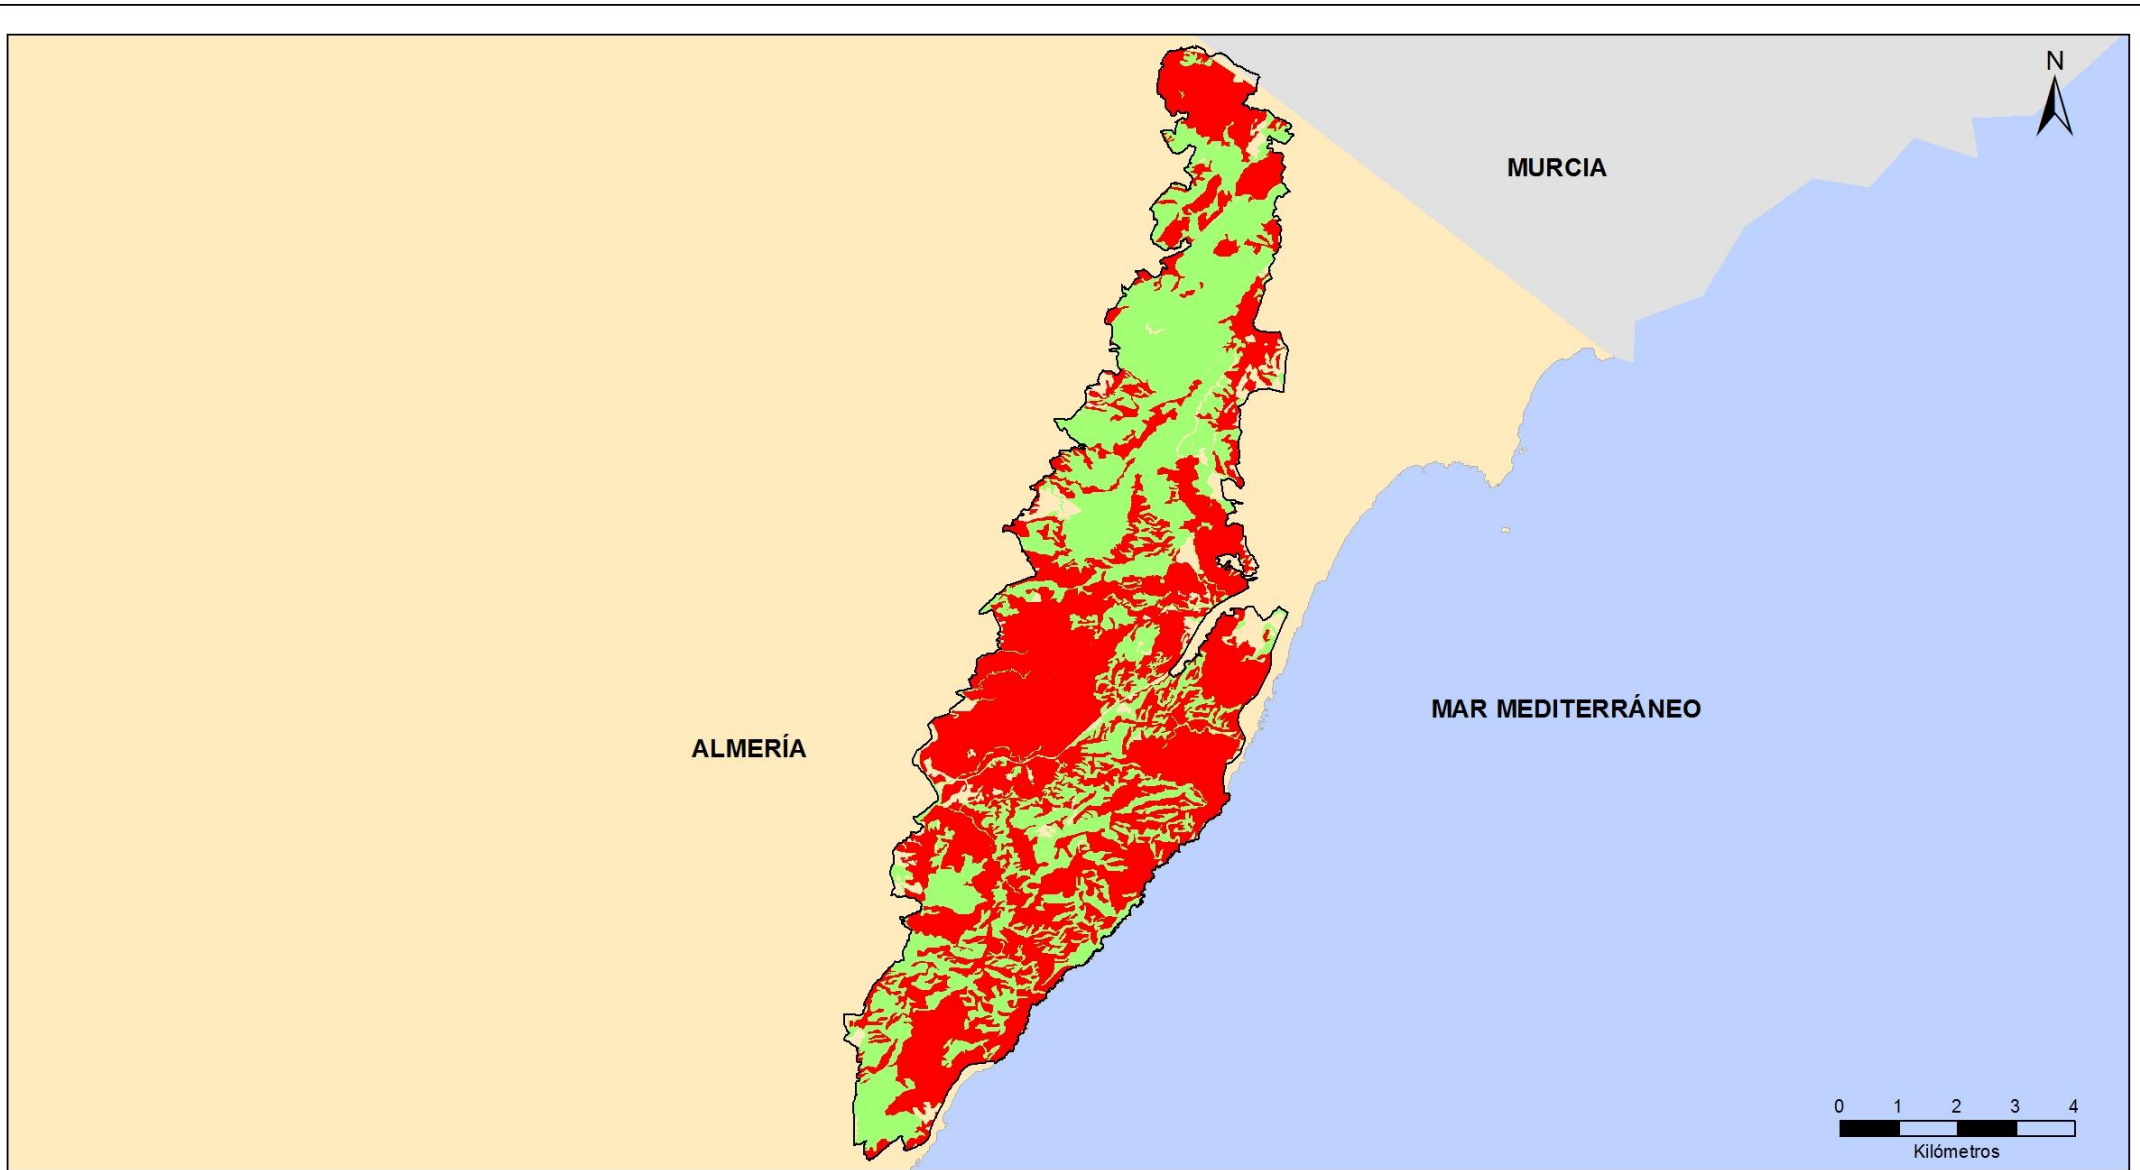 N
MURCIA
MAR MEDITERRÁNEO
ALMERÍA
0 1 2 3 4
Kilómetros